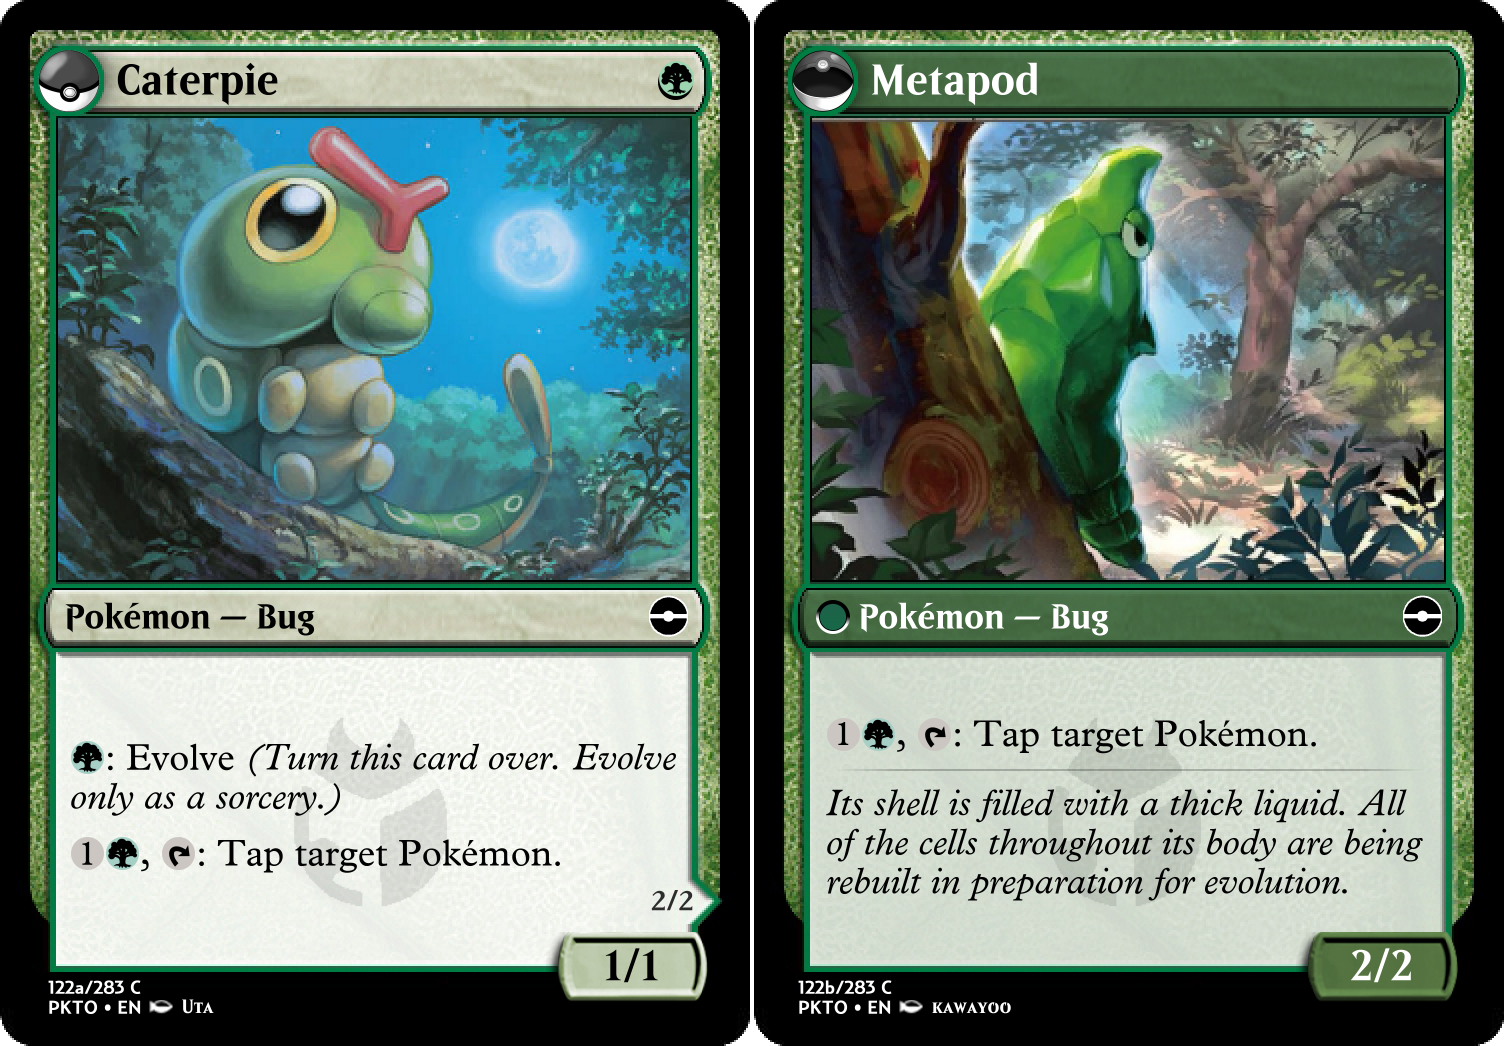 Caterpie
Pokémon — Bug
: Evolve (Turn this card over. Evolve
only as a sorcery.)
1, : Tap target Pokémon.
2/2
1/1
122a/283 C
PKTO • EN Uta
Metapod
Pokémon — Bug
1, : Tap target Pokémon.
Its shell is filled with a thick liquid. All
of the cells throughout its body are being
rebuilt in preparation for evolution.
2/2
122b/283 C
PKTO • EN KAWAYOO